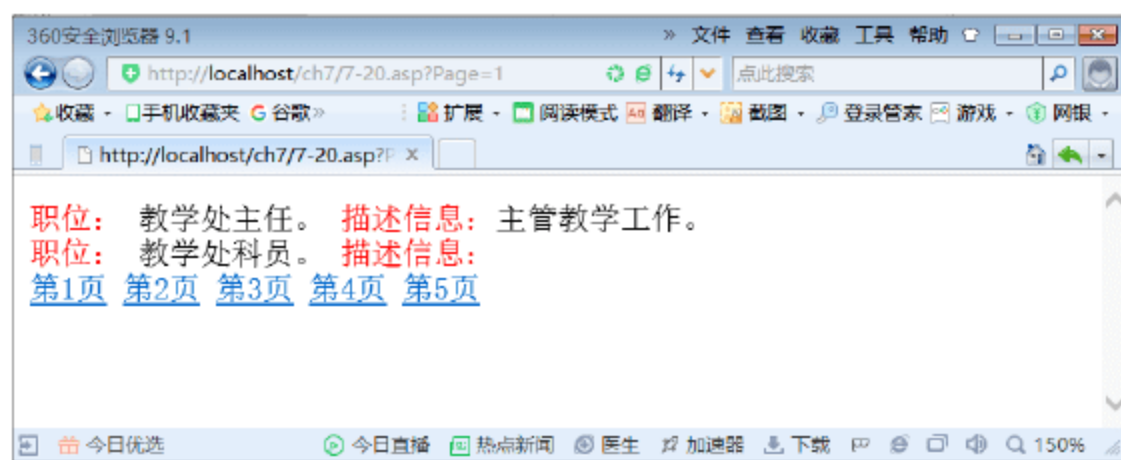 360安全浏览器 9.1 » 文件 查看 收藏 工具 帮助
http://localhost/ch7/7-20.asp?Page=1 点此搜索
收藏 手机收藏夹 谷歌» 扩展 阅读模式 翻译 截图 登录管家 游戏 网银
http://localhost/ch7/7-20.asp?P ×
职位： 教学处主任。 描述信息：主管教学工作。
职位： 教学处科员。 描述信息：
第1页 第2页 第3页 第4页 第5页
今日优选 今日直播 热点新闻 医生 加速器 下载 150%